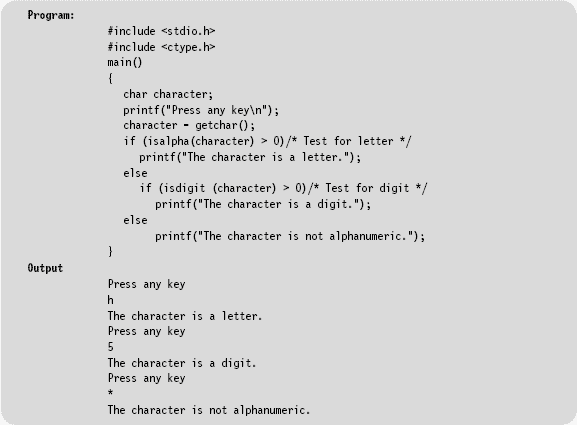 Program:
#include <stdio.h>
#include <ctype.h>
main()
{
char character;
printf("Press any key\n");
character = getchar();
if (isalpha(character) > 0)/* Test for letter */
printf("The character is a letter.");
else
if (isdigit (character) > 0)/* Test for digit */
printf("The character is a digit.");
else
printf("The character is not alphanumeric.");
}
Output
Press any key
h
The character is a letter.
Press any key
5
The character is a digit.
Press any key
*
The character is not alphanumeric.